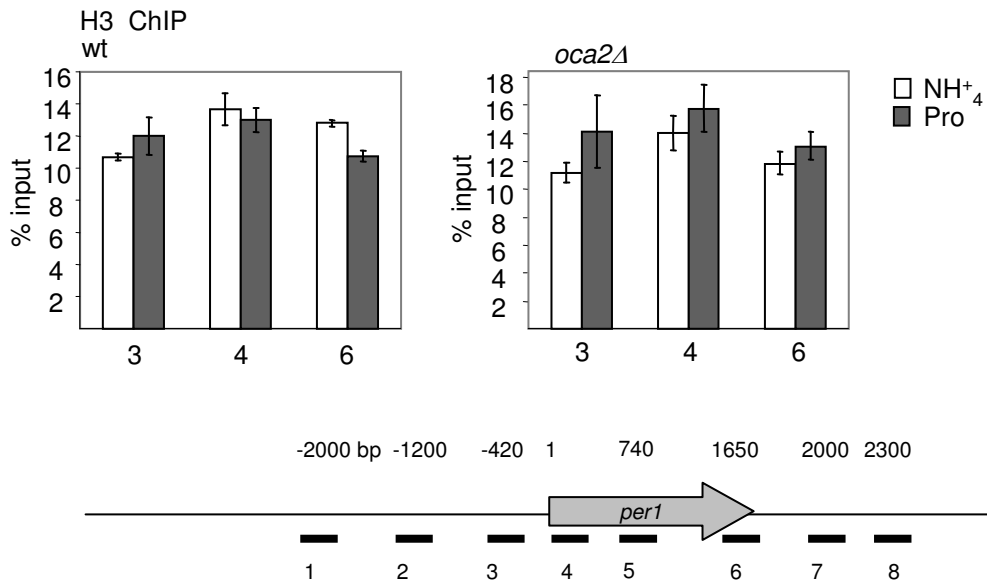 H3 ChIP
wt
% input
16
14
12
10
8
6
4
2
3 4 6
oca2Δ
% input
18
16
14
12
10
8
6
4
2
3 4 6
NH⁺₄
Pro
-2000 bp -1200 -420 1 740 1650 2000 2300
per1
1 2 3 4 5 6 7 8